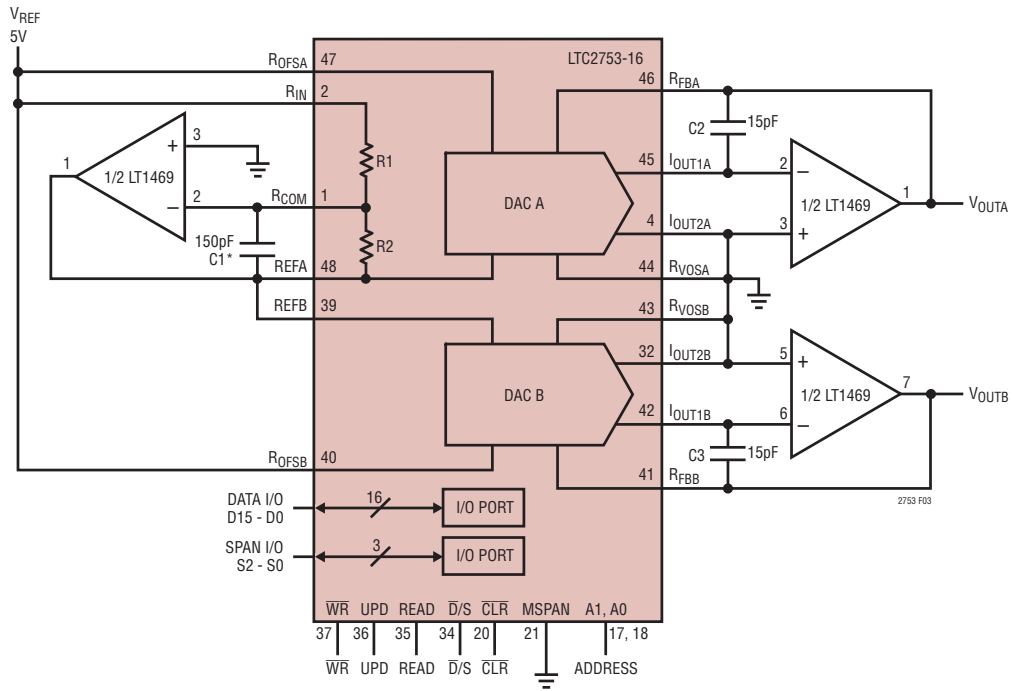 VREF
5V
LTC2753-16
ROFSA 47
46 RFBA
RIN 2
C2 15pF
3
+
1
1/2 LT1469
2
–
R1
RCOM 1
150pF
C1*
R2
REFA 48
REFB 39
DAC A
45 IOUT1A
2
–
1/2 LT1469
1
VOUTA
4 IOUT2A
3
+
44 RVOSA
43 RVOSB
32 IOUT2B
5
+
1/2 LT1469
7
VOUTB
DAC B
42 IOUT1B
6
–
C3 15pF
ROFSB 40
41 RFBB
2753 F03
DATA I/O
D15 - D0
16
I/O PORT
SPAN I/O
S2 - S0
3
I/O PORT
W̅R̅ UPD READ D̅/S C̅L̅R̅ MSPAN A1, A0
37 36 35 34 20 21 17, 18
W̅R̅ UPD READ D̅/S C̅L̅R̅ ADDRESS